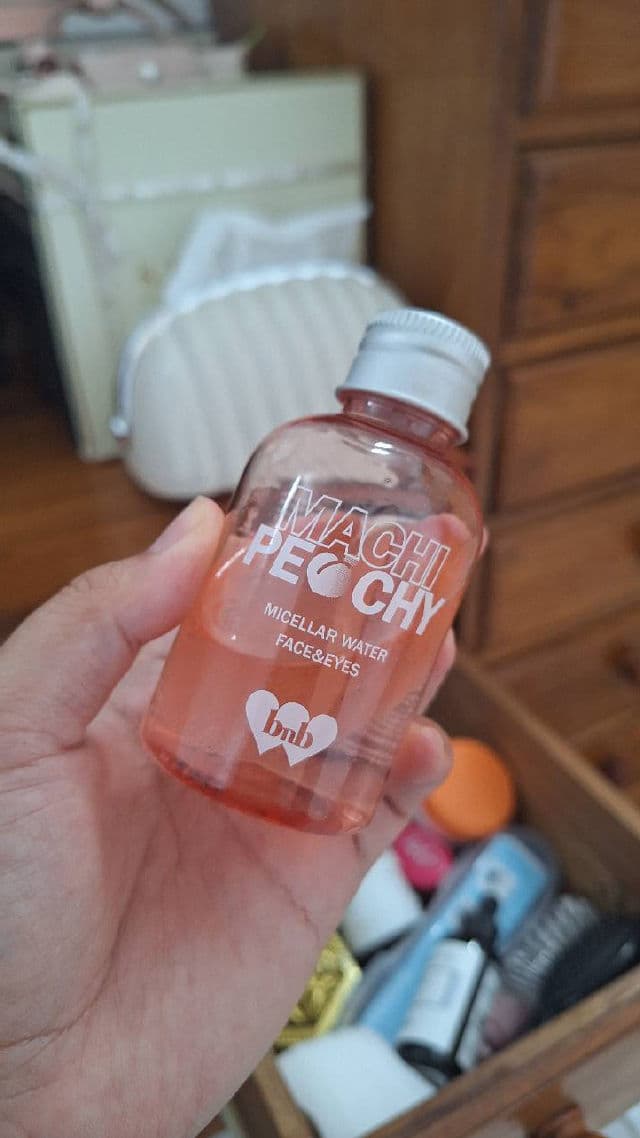 MACHI
PEACHY
MICELLAR WATER
FACE&EYES
bnb